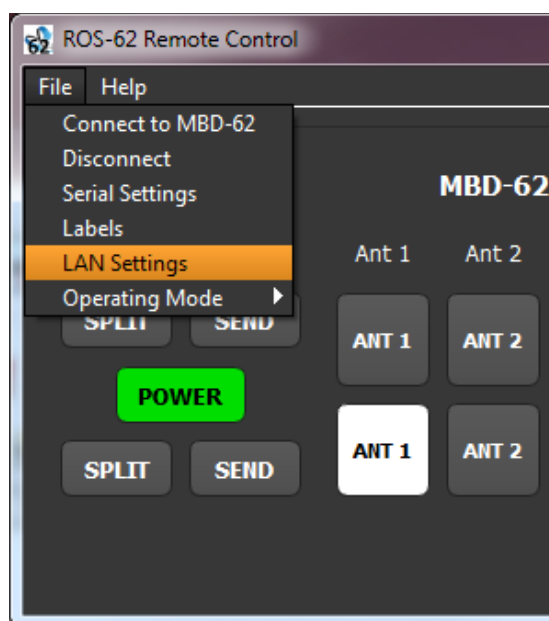 62 ROS-62 Remote Control
File Help
Connect to MBD-62
Disconnect
Serial Settings
Labels
LAN Settings
Operating Mode
MBD-62
Ant 1 Ant 2
SPLIT SEND
ANT 1 ANT 2
POWER
SPLIT SEND
ANT 1 ANT 2